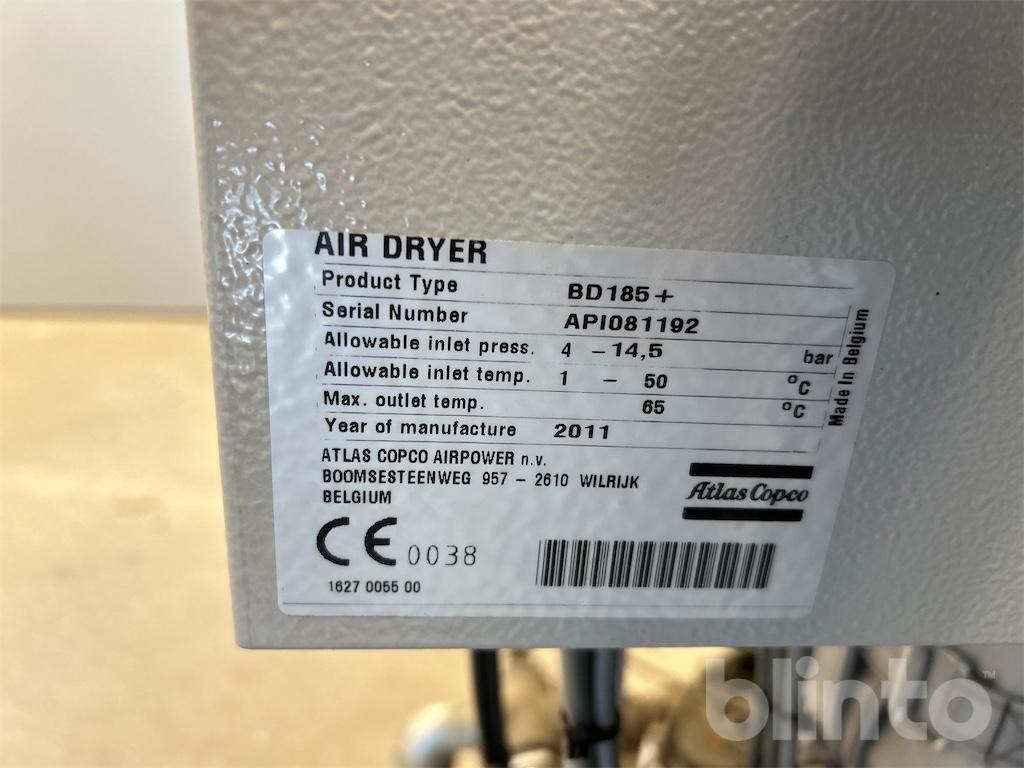 AIR DRYER
Product Type BD185+
Serial Number API081192
Allowable inlet press. 4 – 14,5 bar
Allowable inlet temp. 1 – 50 °C
Max. outlet temp. 65 °C
Year of manufacture 2011
Made In Belgium
ATLAS COPCO AIRPOWER n.v.
BOOMSESTEENWEG 957 – 2610 WILRIJK
BELGIUM
Atlas Copco
CE 0038
1627 0055 00
blinto™